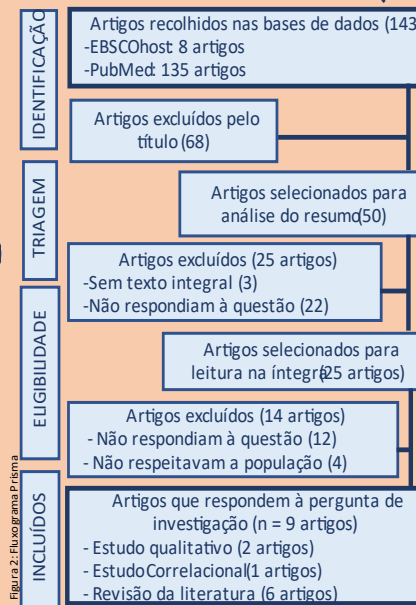 IDENTIFICAÇÃO
Artigos recolhidos nas bases de dados (143
-EBSCOhost: 8 artigos
-PubMed: 135 artigos
Artigos excluídos pelo
título (68)
TRIAGEM
Artigos selecionados para
análise do resumo(50)
Artigos excluídos (25 artigos)
-Sem texto integral (3)
-Não respondiam à questão (22)
ELIGIBILIDADE
Artigos selecionados para
leitura na íntegra(25 artigos)
Artigos excluídos (14 artigos)
- Não respondiam à questão (12)
- Não respeitavam a população (4)
INCLUÍDOS
Artigos que respondem à pergunta de
investigação (n = 9 artigos)
- Estudo qualitativo (2 artigos)
- Estudo Correlacional(1 artigos)
- Revisão da literatura (6 artigos)
Figura 2: Fluxograma Prisma